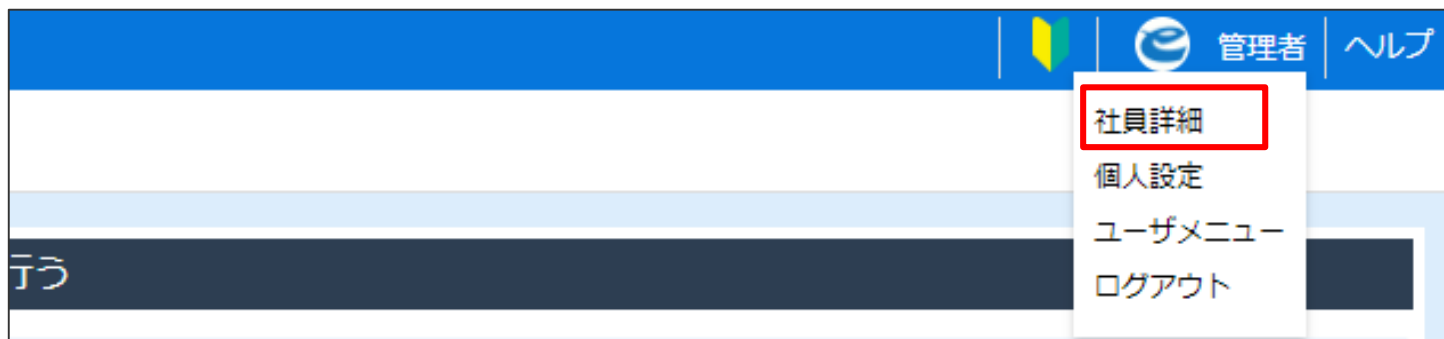 管理者 ヘルプ
社員詳細
個人設定
ユーザメニュー
ログアウト
行う